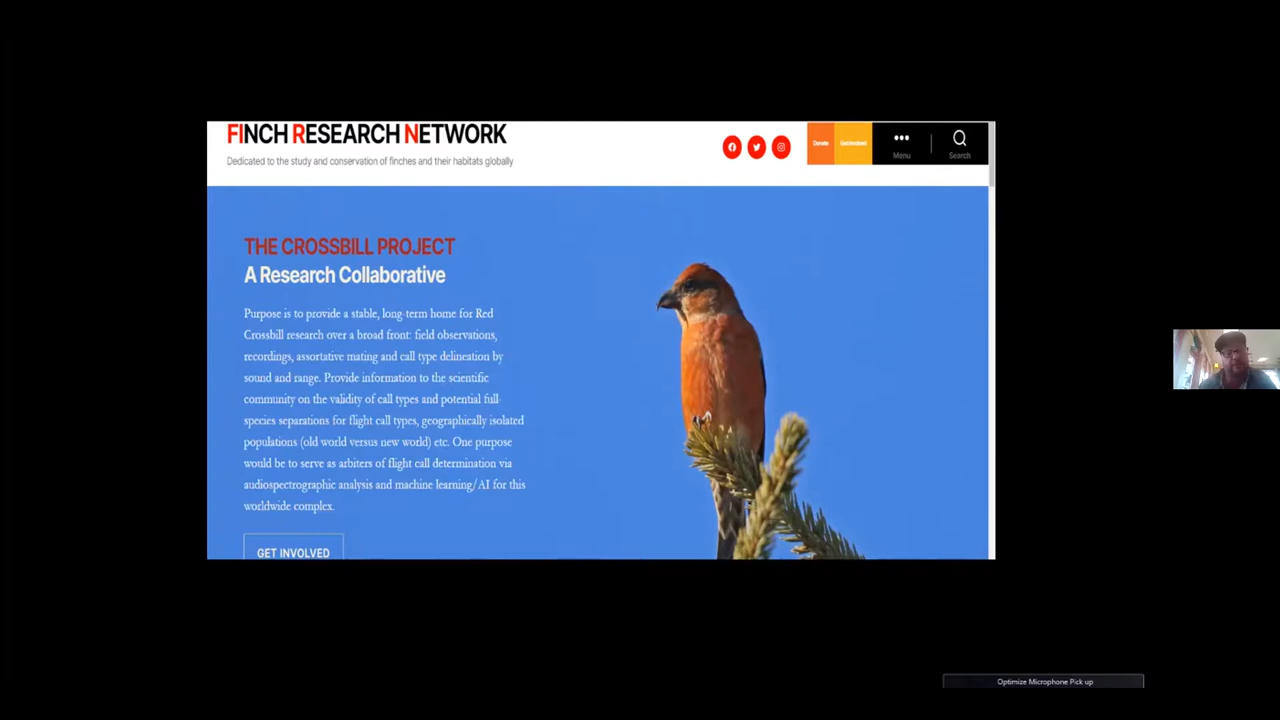 FINCH RESEARCH NETWORK
Dedicated to the study and conservation of finches and their habitats globally
Donate
Get Involved
Menu
Search
THE CROSSBILL PROJECT
A Research Collaborative
Purpose is to provide a stable, long-term home for Red
Crossbill research over a broad front: field observations,
recordings, assortative mating and call type delineation by
sound and range. Provide information to the scientific
community on the validity of call types and potential full-
species separations for flight call types, geographically isolated
populations (old world versus new world) etc. One purpose
would be to serve as arbiters of flight call determination via
audiospectrographic analysis and machine learning/AI for this
worldwide complex.
GET INVOLVED
Optimize Microphone Pick up